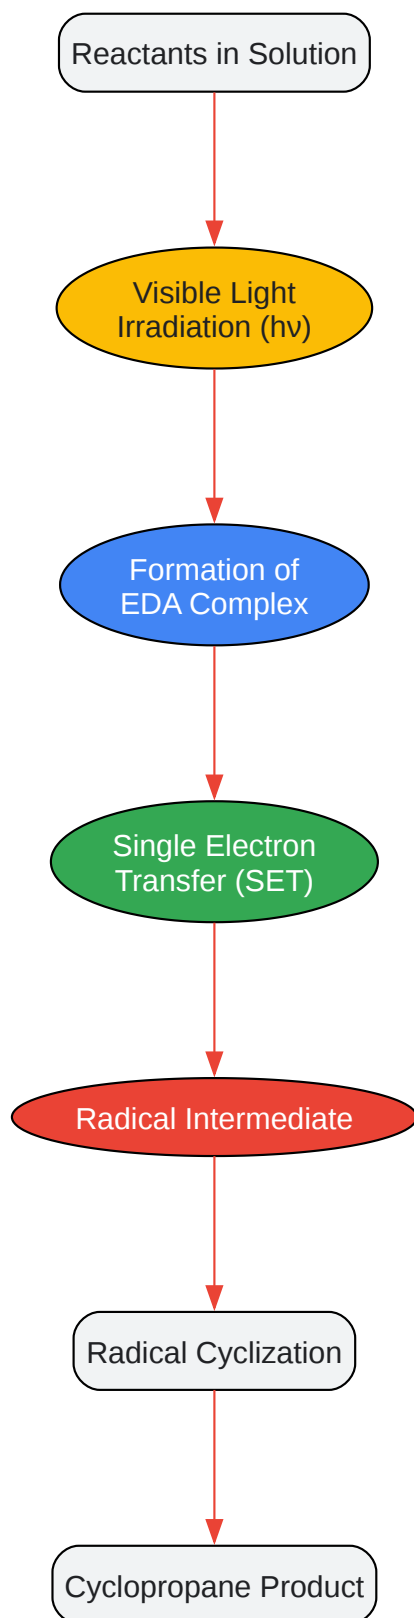 Reactants in Solution
Visible Light
Irradiation (hν)
Formation of
EDA Complex
Single Electron
Transfer (SET)
Radical Intermediate
Radical Cyclization
Cyclopropane Product